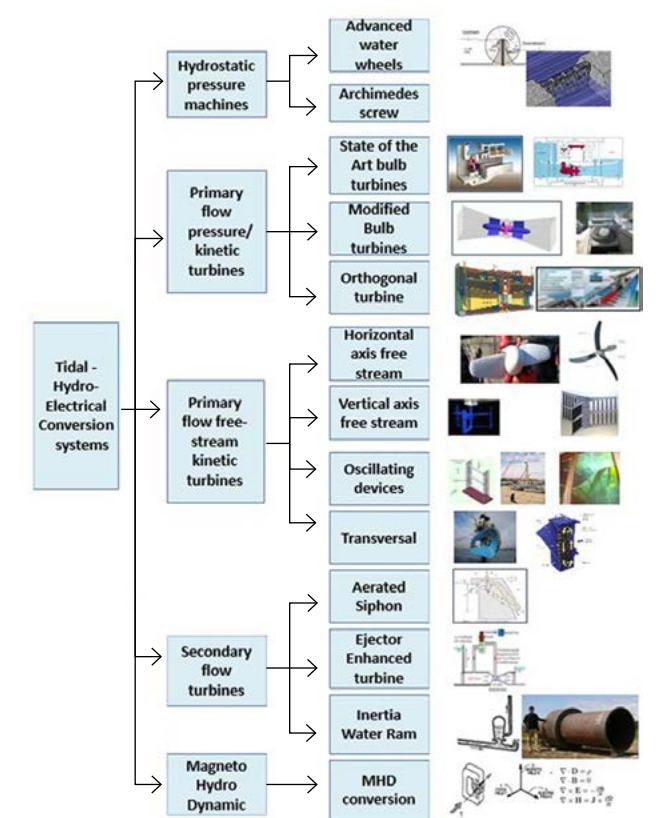 Tidal -
Hydro-
Electrical
Conversion
systems
Hydrostatic
pressure
machines
Advanced
water
wheels
Archimedes
screw
Primary
flow
pressure/
kinetic
turbines
State of the
Art bulb
turbines
Modified
Bulb
turbines
Orthogonal
turbine
Primary
flow free-
stream
kinetic
turbines
Horizontal
axis free
stream
Vertical axis
free stream
Oscillating
devices
Transversal
Secondary
flow
turbines
Aerated
Siphon
Ejector
Enhanced
turbine
Inertia
Water Ram
Magneto
Hydro
Dynamic
MHD
conversion
∇ · D = ρ
∇ · B = 0